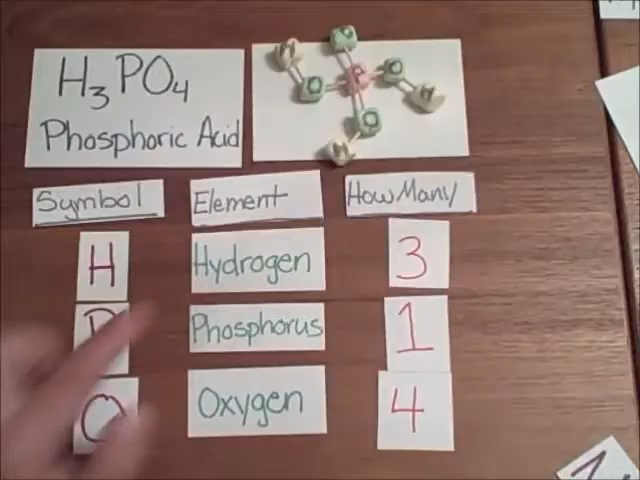 H₃PO₄
Phosphoric Acid
H
O
O
P
O
H
O
H
Symbol
Element
How Many
H
Hydrogen
3
P
Phosphorus
1
O
Oxygen
4